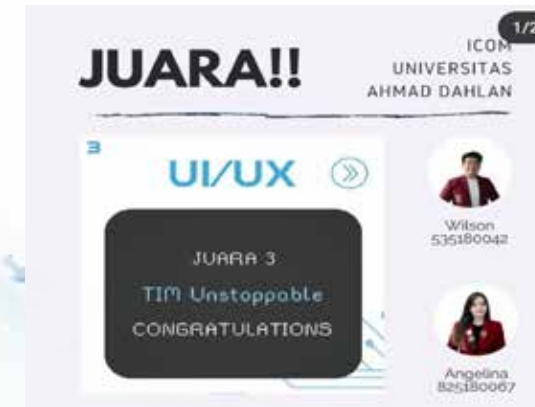 1/2
JUARA!!
ICOM
UNIVERSITAS
AHMAD DAHLAN
3
UI/UX
JUARA 3
TIM Unstoppable
CONGRATULATIONS
Wilson
535180042
Angelina
825180067